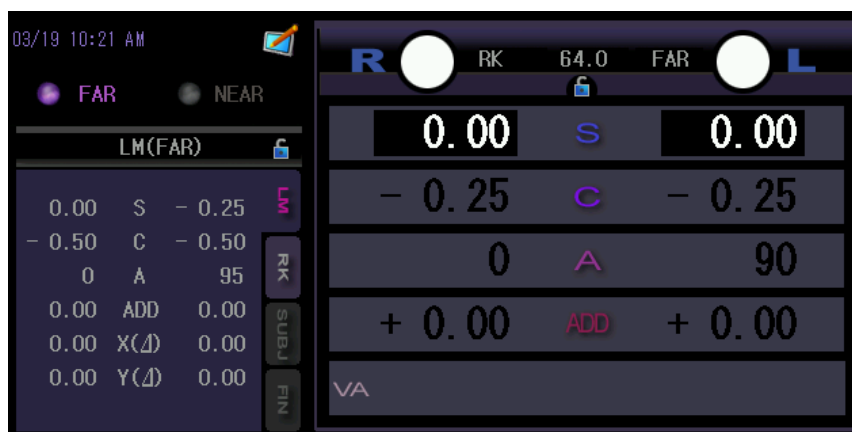 03/19 10:21 AM
FAR NEAR
LM(FAR)
0.00 S - 0.25
- 0.50 C - 0.50
0 A 95
0.00 ADD 0.00
0.00 X(Δ) 0.00
0.00 Y(Δ) 0.00
LM
RK
SUBJ
FIN
R RK 64.0 FAR L
0.00 S 0.00
- 0.25 C - 0.25
0 A 90
+ 0.00 ADD + 0.00
VA